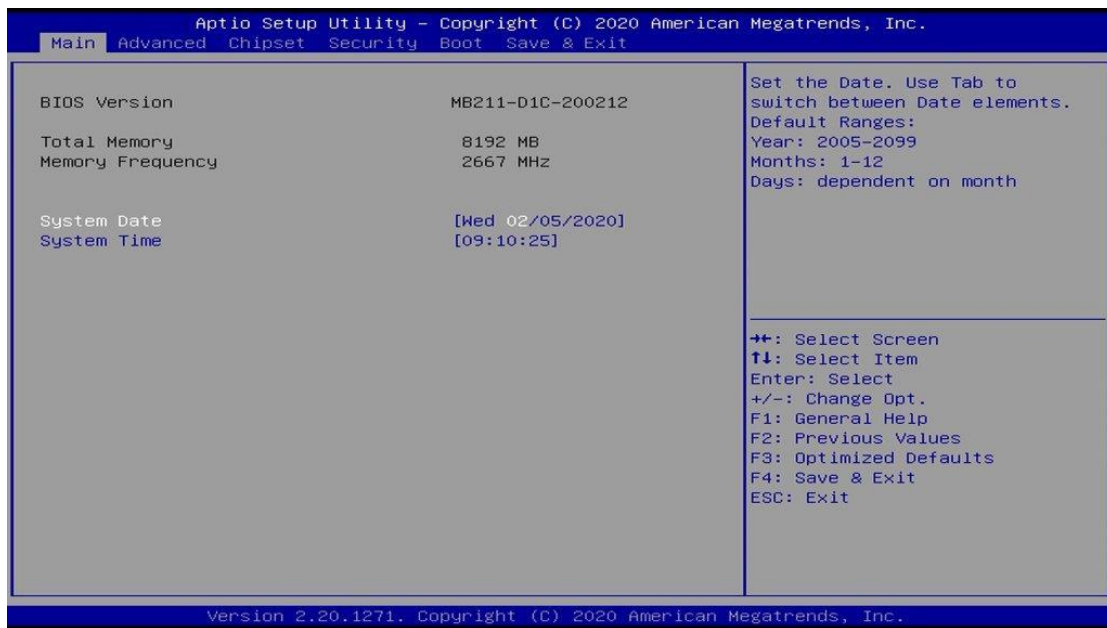 Aptio Setup Utility – Copyright (C) 2020 American Megatrends, Inc.
Main Advanced Chipset Security Boot Save & Exit
BIOS Version MB211-D1C-200212
Total Memory 8192 MB
Memory Frequency 2667 MHz
System Date [Wed 02/05/2020]
System Time [09:10:25]
Set the Date. Use Tab to
switch between Date elements.
Default Ranges:
Year: 2005-2099
Months: 1-12
Days: dependent on month
→←: Select Screen
↑↓: Select Item
Enter: Select
+/-: Change Opt.
F1: General Help
F2: Previous Values
F3: Optimized Defaults
F4: Save & Exit
ESC: Exit
Version 2.20.1271. Copyright (C) 2020 American Megatrends, Inc.